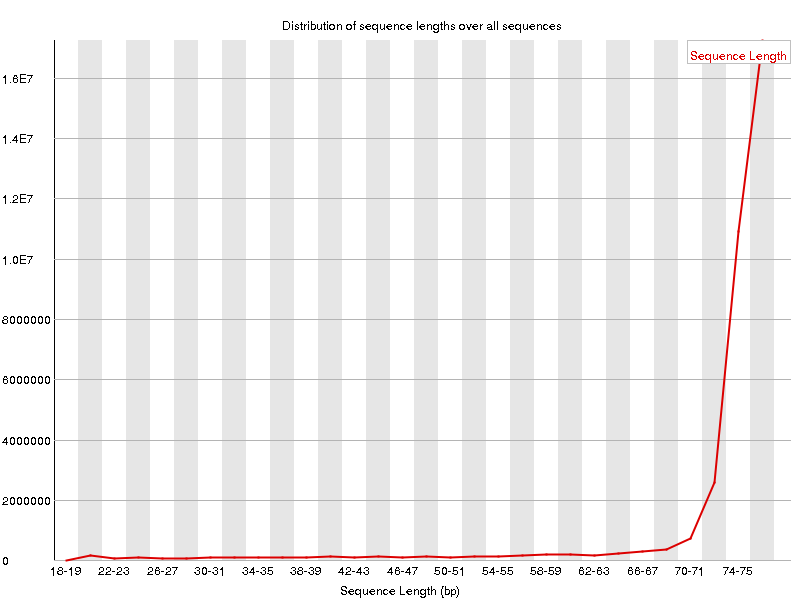 Distribution of sequence lengths over all sequences
Sequence Length
1.6E7
1.4E7
1.2E7
1.0E7
8000000
6000000
4000000
2000000
0
18-19 22-23 26-27 30-31 34-35 38-39 42-43 46-47 50-51 54-55 58-59 62-63 66-67 70-71 74-75
Sequence Length (bp)